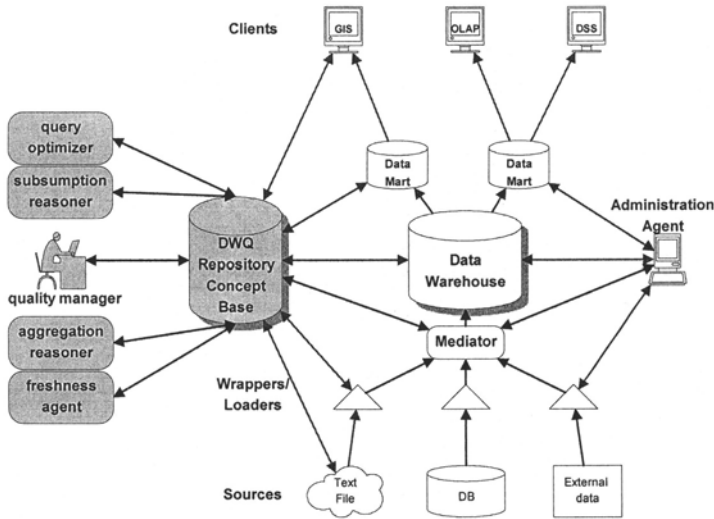 Clients
GIS
OLAP
DSS
query
optimizer
subsumption
reasoner
Data
Mart
Data
Mart
Administration
Agent
DWQ
Repository
Concept
Base
Data
Warehouse
quality manager
aggregation
reasoner
freshness
agent
Mediator
Wrappers/
Loaders
Sources
Text
File
DB
External
data